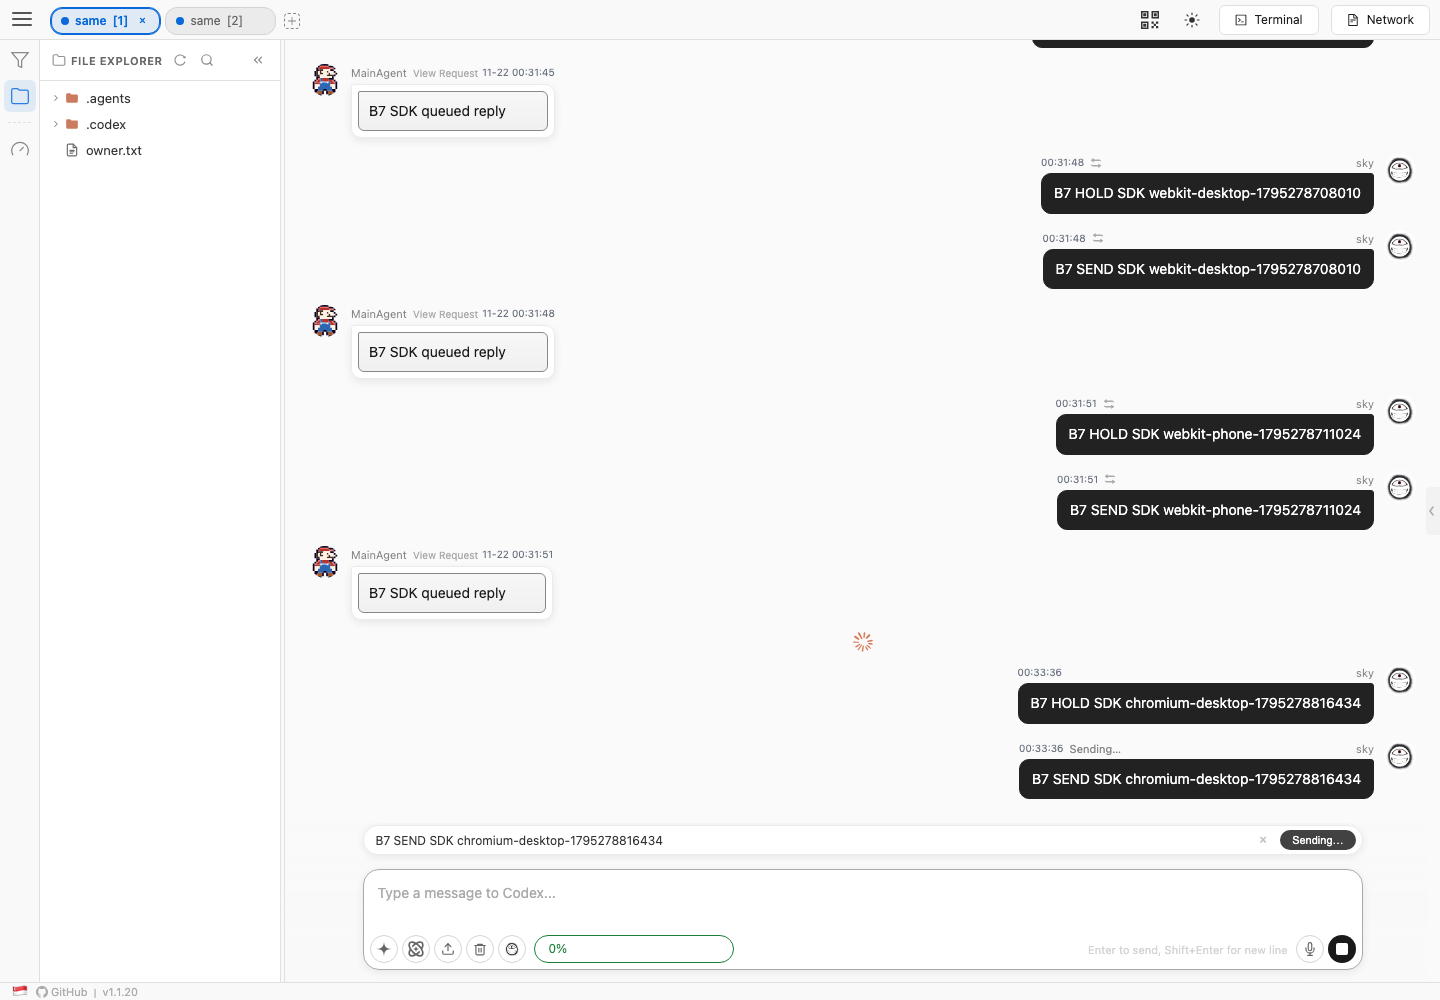 same [1] ×
same [2]
Terminal
Network
FILE EXPLORER
.agents
.codex
owner.txt
MainAgent View Request 11-22 00:31:45
B7 SDK queued reply
00:31:48 sky
B7 HOLD SDK webkit-desktop-1795278708010
00:31:48 sky
B7 SEND SDK webkit-desktop-1795278708010
MainAgent View Request 11-22 00:31:48
B7 SDK queued reply
00:31:51 sky
B7 HOLD SDK webkit-phone-1795278711024
00:31:51 sky
B7 SEND SDK webkit-phone-1795278711024
MainAgent View Request 11-22 00:31:51
B7 SDK queued reply
00:33:36 sky
B7 HOLD SDK chromium-desktop-1795278816434
00:33:36 Sending... sky
B7 SEND SDK chromium-desktop-1795278816434
B7 SEND SDK chromium-desktop-1795278816434 × Sending...
Type a message to Codex...
0%
Enter to send, Shift+Enter for new line
GitHub | v1.1.20